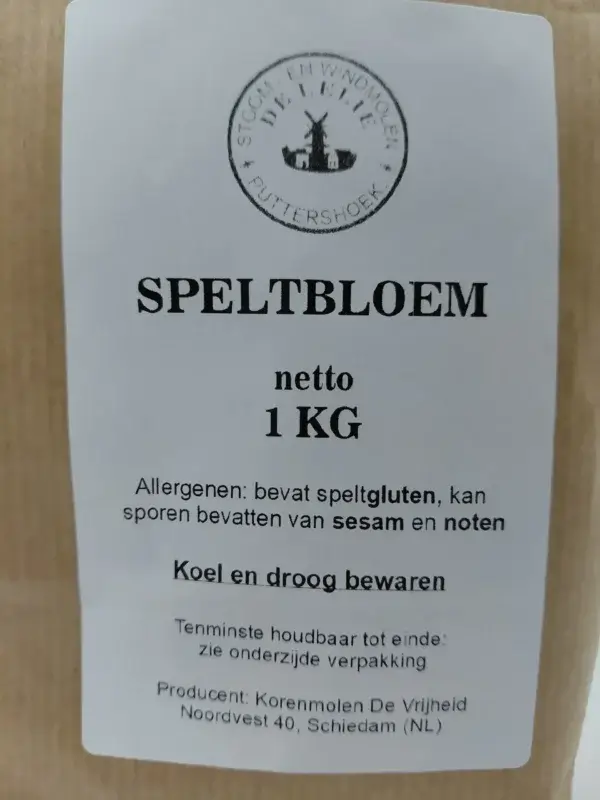 STOOM- EN WINDMOLEN
DE LELIE
PUTTERSHOEK
SPELTBLOEM
netto
1 KG
Allergenen: bevat speltgluten, kan
sporen bevatten van sesam en noten
Koel en droog bewaren
Tenminste houdbaar tot einde:
zie onderzijde verpakking
Producent: Korenmolen De Vrijheid
Noordvest 40, Schiedam (NL)